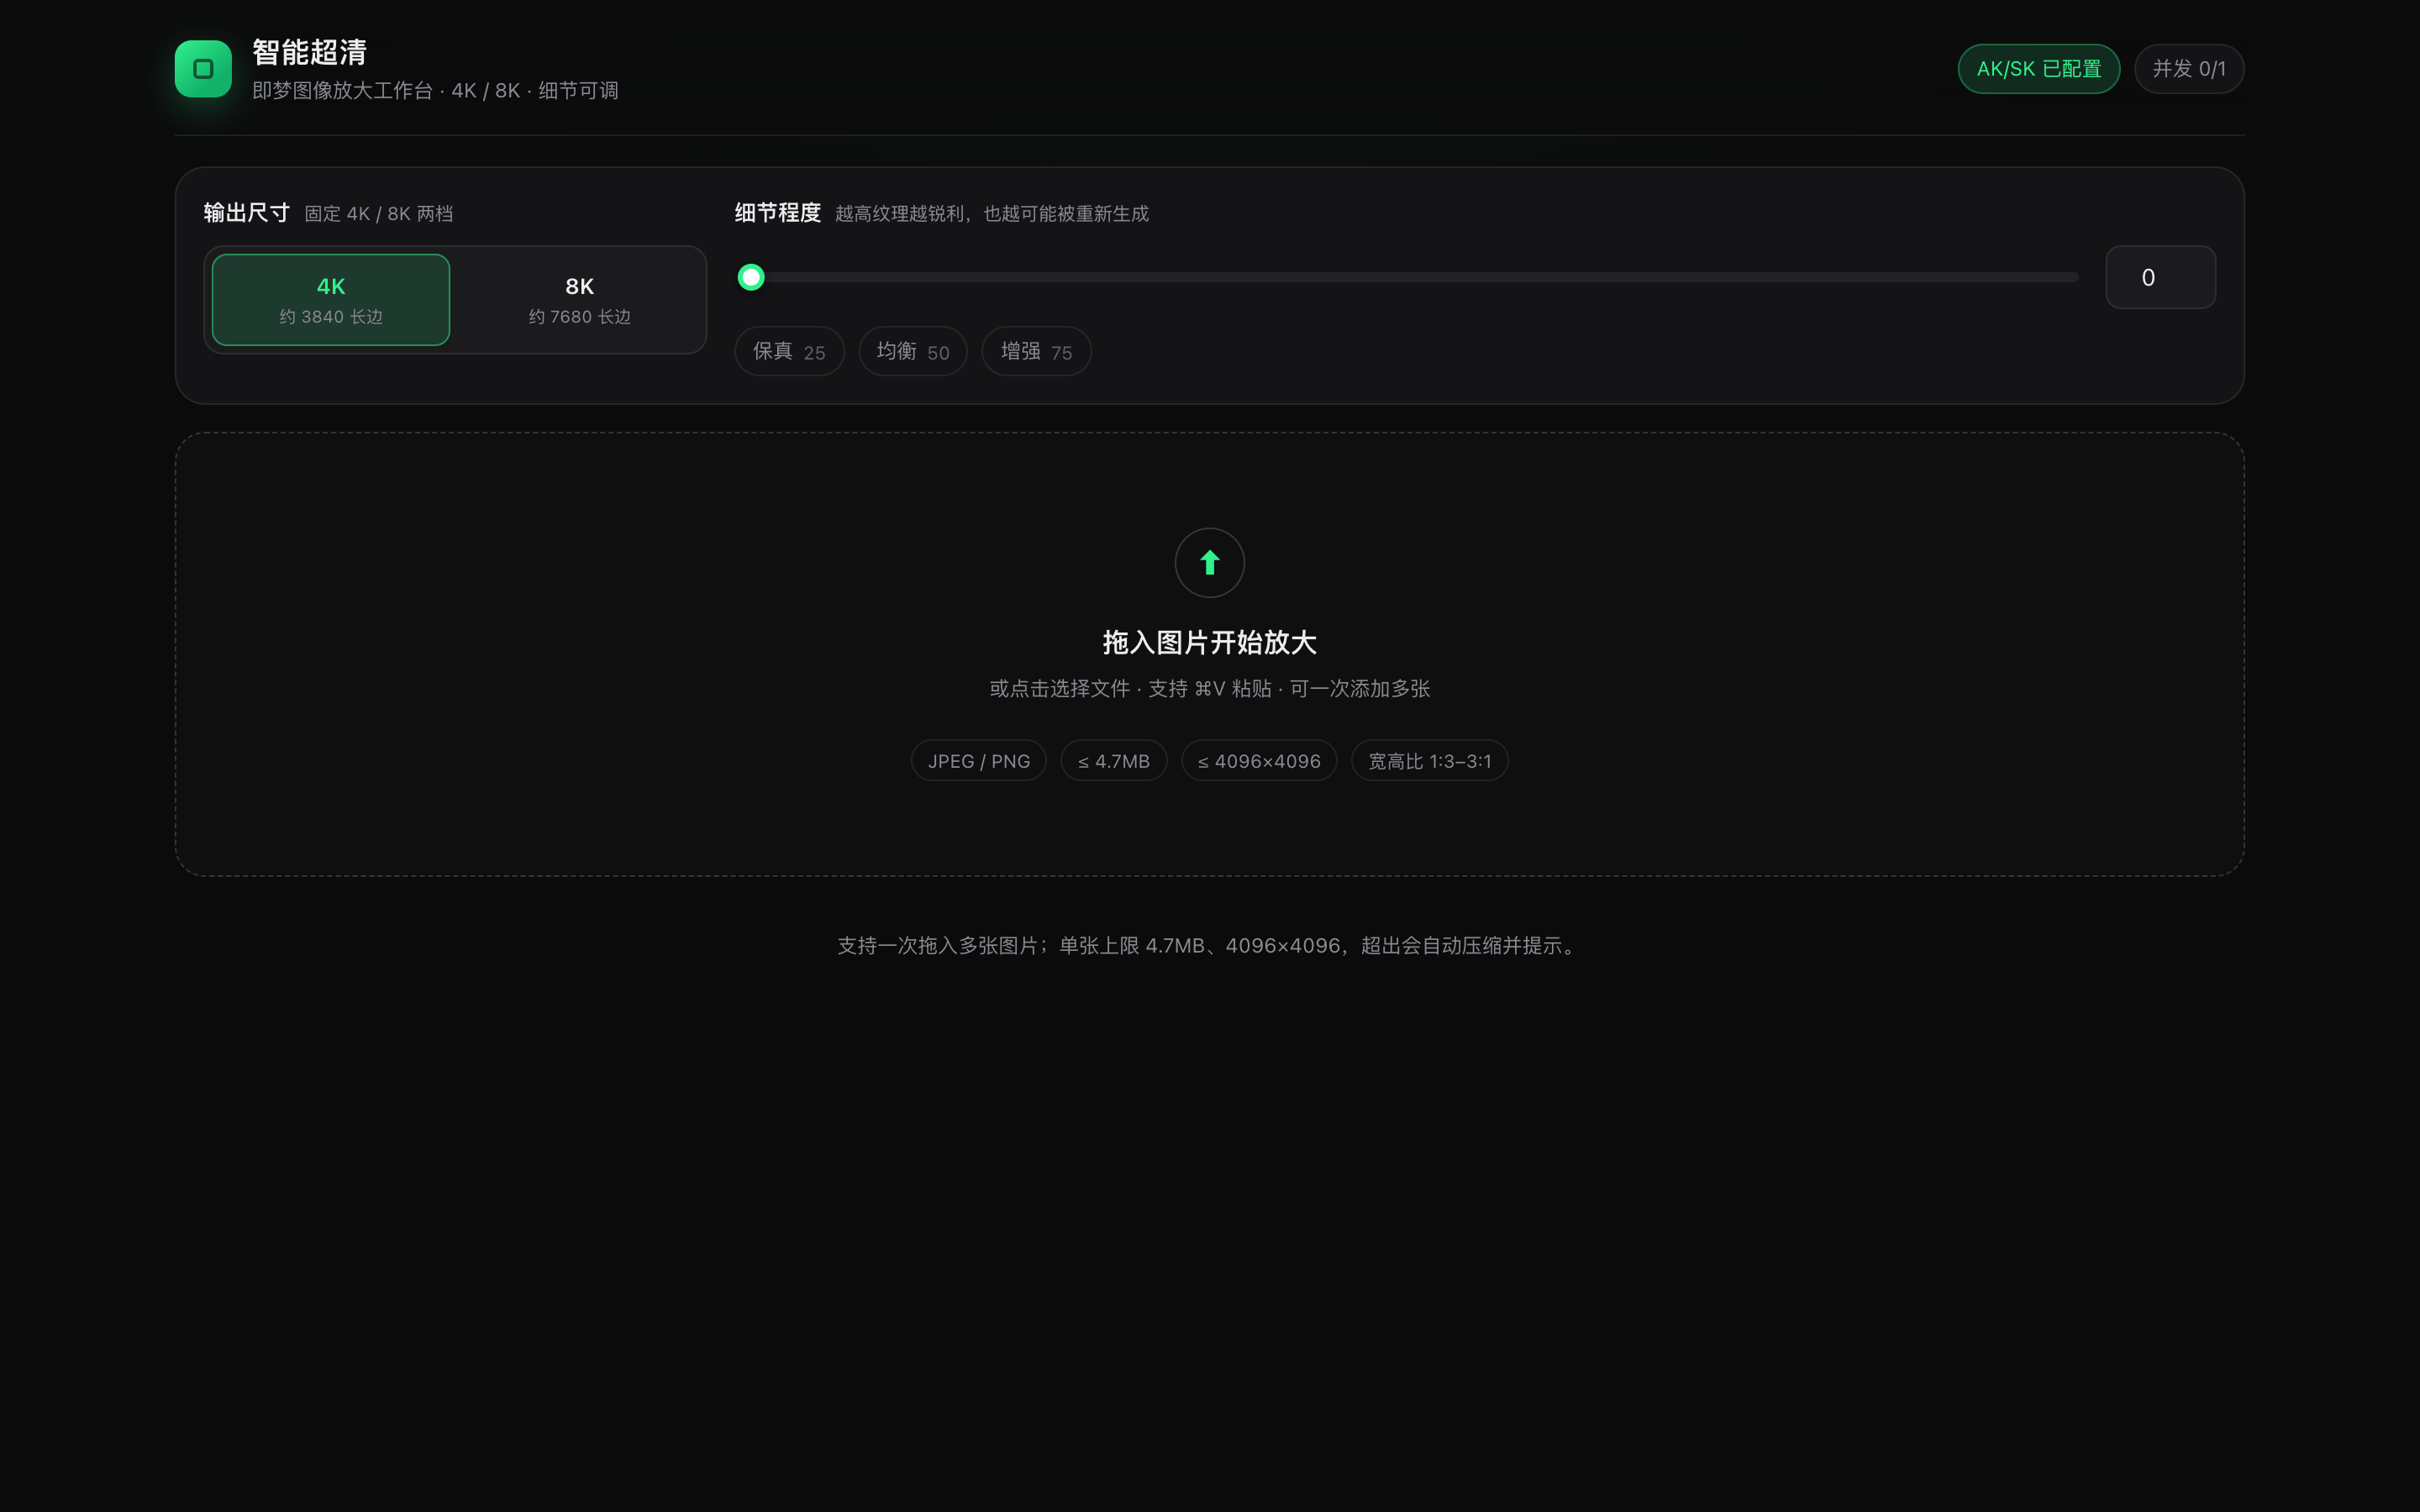 智能超清
即梦图像放大工作台 · 4K / 8K · 细节可调
AK/SK 已配置
并发 0/1
输出尺寸 固定 4K / 8K 两档
4K
约 3840 长边
8K
约 7680 长边
细节程度 越高纹理越锐利，也越可能被重新生成
0
保真 25
均衡 50
增强 75
拖入图片开始放大
或点击选择文件 · 支持 ⌘V 粘贴 · 可一次添加多张
JPEG / PNG
≤ 4.7MB
≤ 4096×4096
宽高比 1:3–3:1
支持一次拖入多张图片；单张上限 4.7MB、4096×4096，超出会自动压缩并提示。